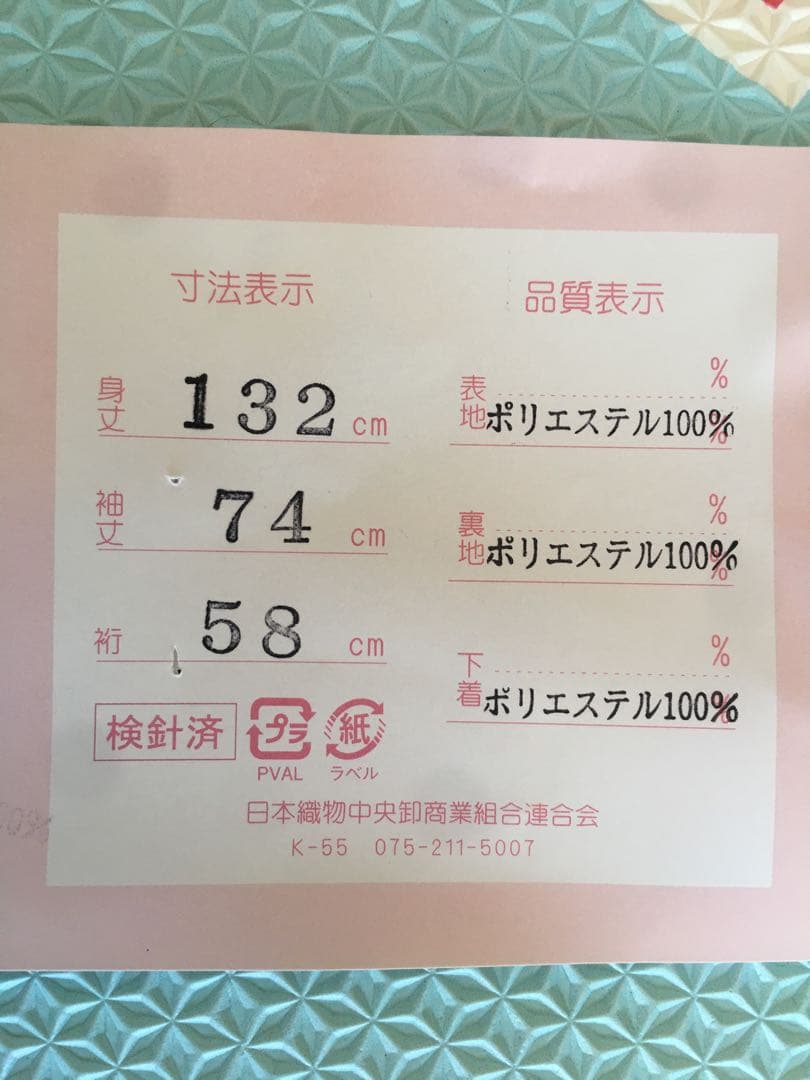 寸法表示
身丈 132 cm
袖丈 74 cm
裄 58 cm
品質表示
%
表地 ポリエステル100%
%
%
裏地 ポリエステル100%
%
%
下着 ポリエステル100%
%
検針済
プラ
PVAL
紙
ラベル
日本織物中央卸商業組合連合会
K-55 075-211-5007